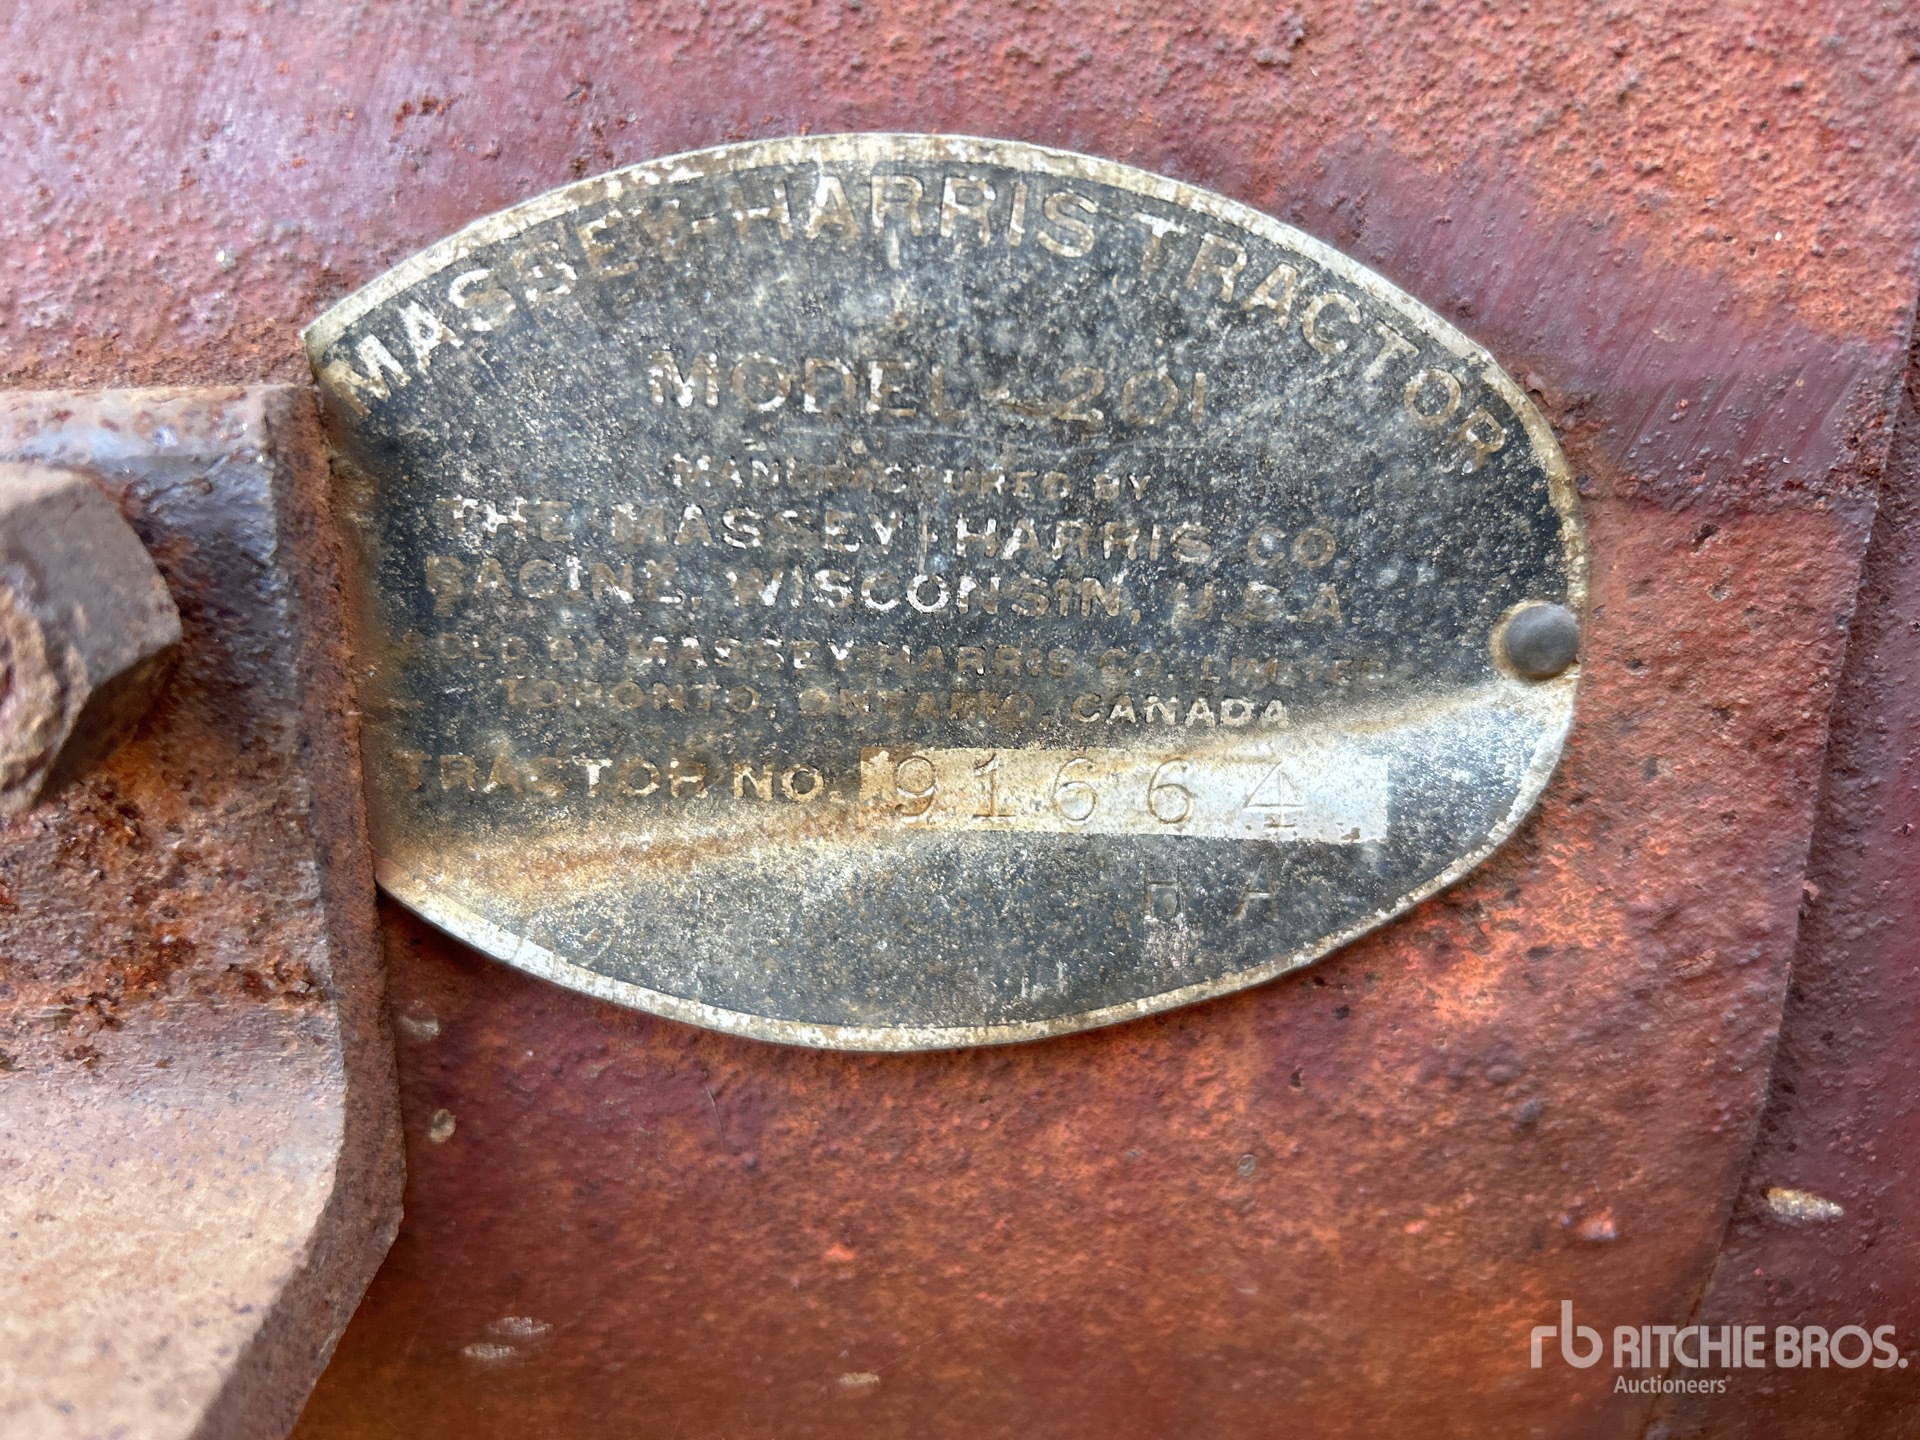 MASSEY-HARRIS TRACTOR
MODEL-201
MANUFACTURED BY
THE MASSEY-HARRIS CO.
RACINE, WISCONSIN, U.S.A.
SOLD BY MASSEY-HARRIS CO. LIMITED
TORONTO, ONTARIO, CANADA
TRACTOR NO. 91664
rb RITCHIE BROS.
Auctioneers